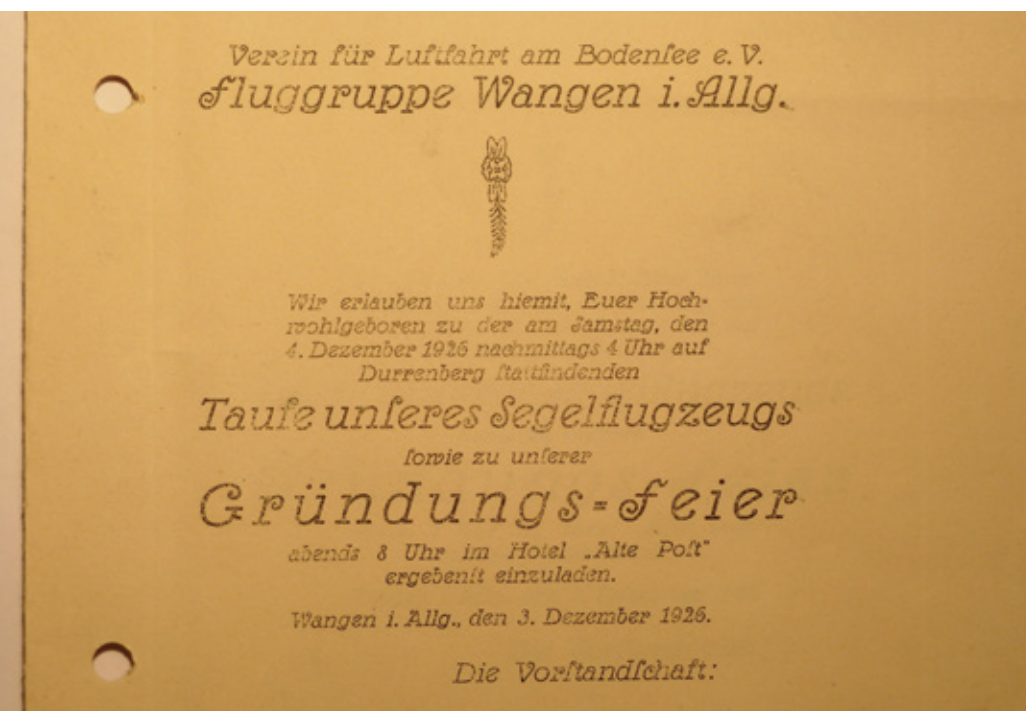 Verein für Luftfahrt am Bodenſee e. V.
Fluggruppe Wangen i. Allg.
Wir erlauben uns hiemit, Euer Hoch-
wohlgeboren zu der am Samstag, den
4. Dezember 1926 nachmittags 4 Uhr auf
Durrenberg ſtattfindenden
Taufe unſeres Segelflugzeugs
ſowie zu unſerer
Gründungs=Feier
abends 8 Uhr im Hotel „Alte Poſt"
ergebenſt einzuladen.
Wangen i. Allg., den 3. Dezember 1926.
Die Vorſtandſchaft: